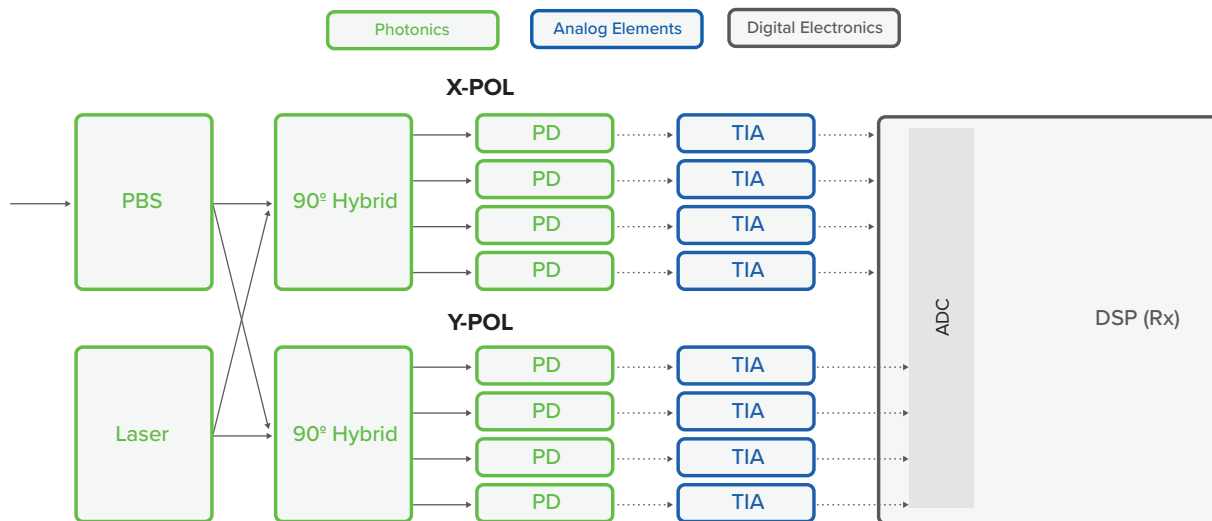 Photonics
Analog Elements
Digital Electronics
X-POL
PBS
90º Hybrid
PD
TIA
PD
TIA
PD
TIA
PD
TIA
Y-POL
Laser
90º Hybrid
PD
TIA
PD
TIA
PD
TIA
PD
TIA
ADC
DSP (Rx)